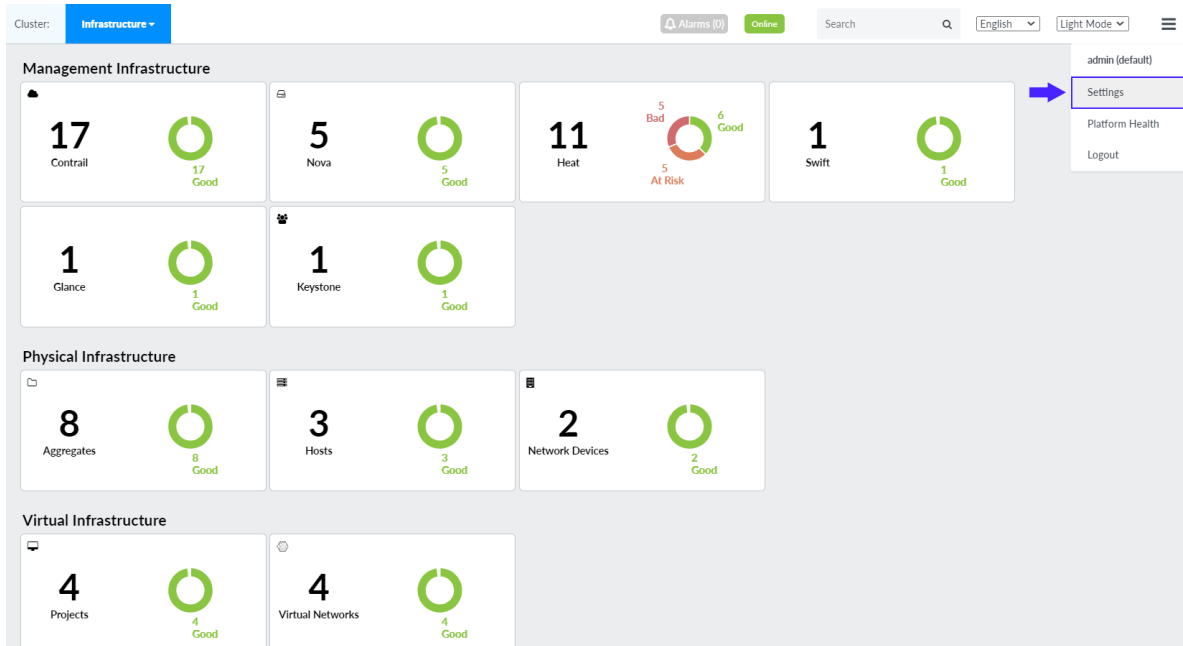 Cluster:
Infrastructure
Alarms (0)
Online
Search
English
Light Mode
admin (default)
Settings
Platform Health
Logout
Management Infrastructure
17
Contrail
17
Good
5
Nova
5
Good
11
Heat
5
Bad
6
Good
5
At Risk
1
Swift
1
Good
1
Glance
1
Good
1
Keystone
1
Good
Physical Infrastructure
8
Aggregates
8
Good
3
Hosts
3
Good
2
Network Devices
2
Good
Virtual Infrastructure
4
Projects
4
Good
4
Virtual Networks
4
Good